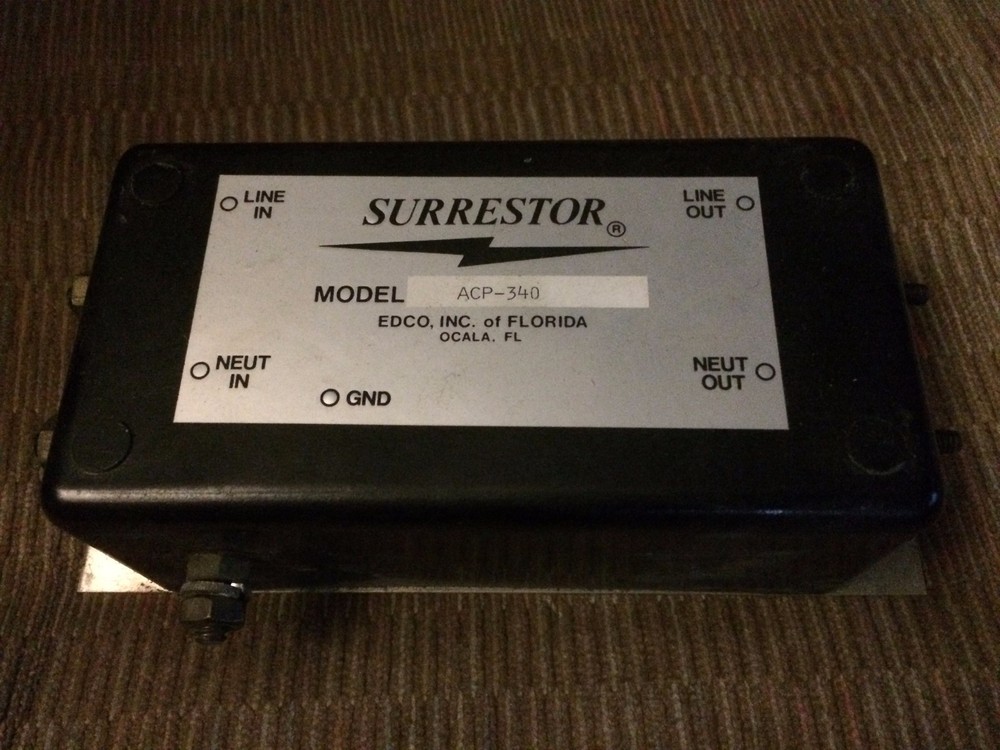 LINE IN
SURRESTOR®
LINE OUT
MODEL ACP-340
EDCO, INC. of FLORIDA
OCALA, FL
NEUT IN
NEUT OUT
GND